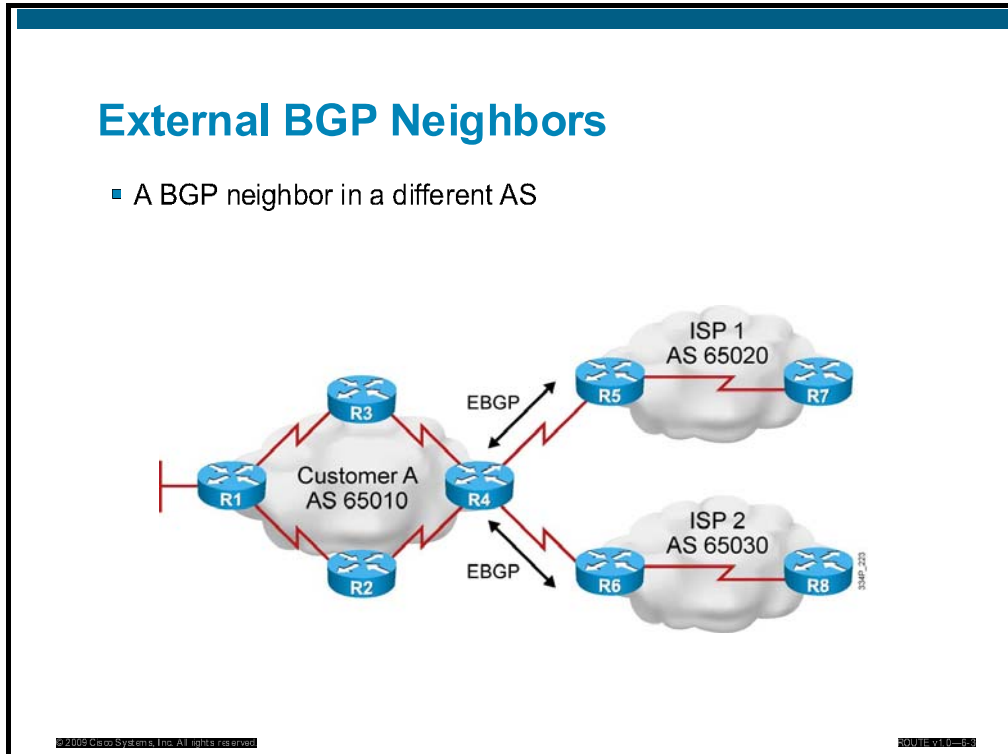 External BGP Neighbors
A BGP neighbor in a different AS
ISP 1
AS 65020
R5
R7
EBGP
R3
Customer A
AS 65010
R1
R4
R2
EBGP
ISP 2
AS 65030
R6
R8
334P_223
© 2009 Cisco Systems, Inc. All rights reserved.
ROUTE v1.0—6-3